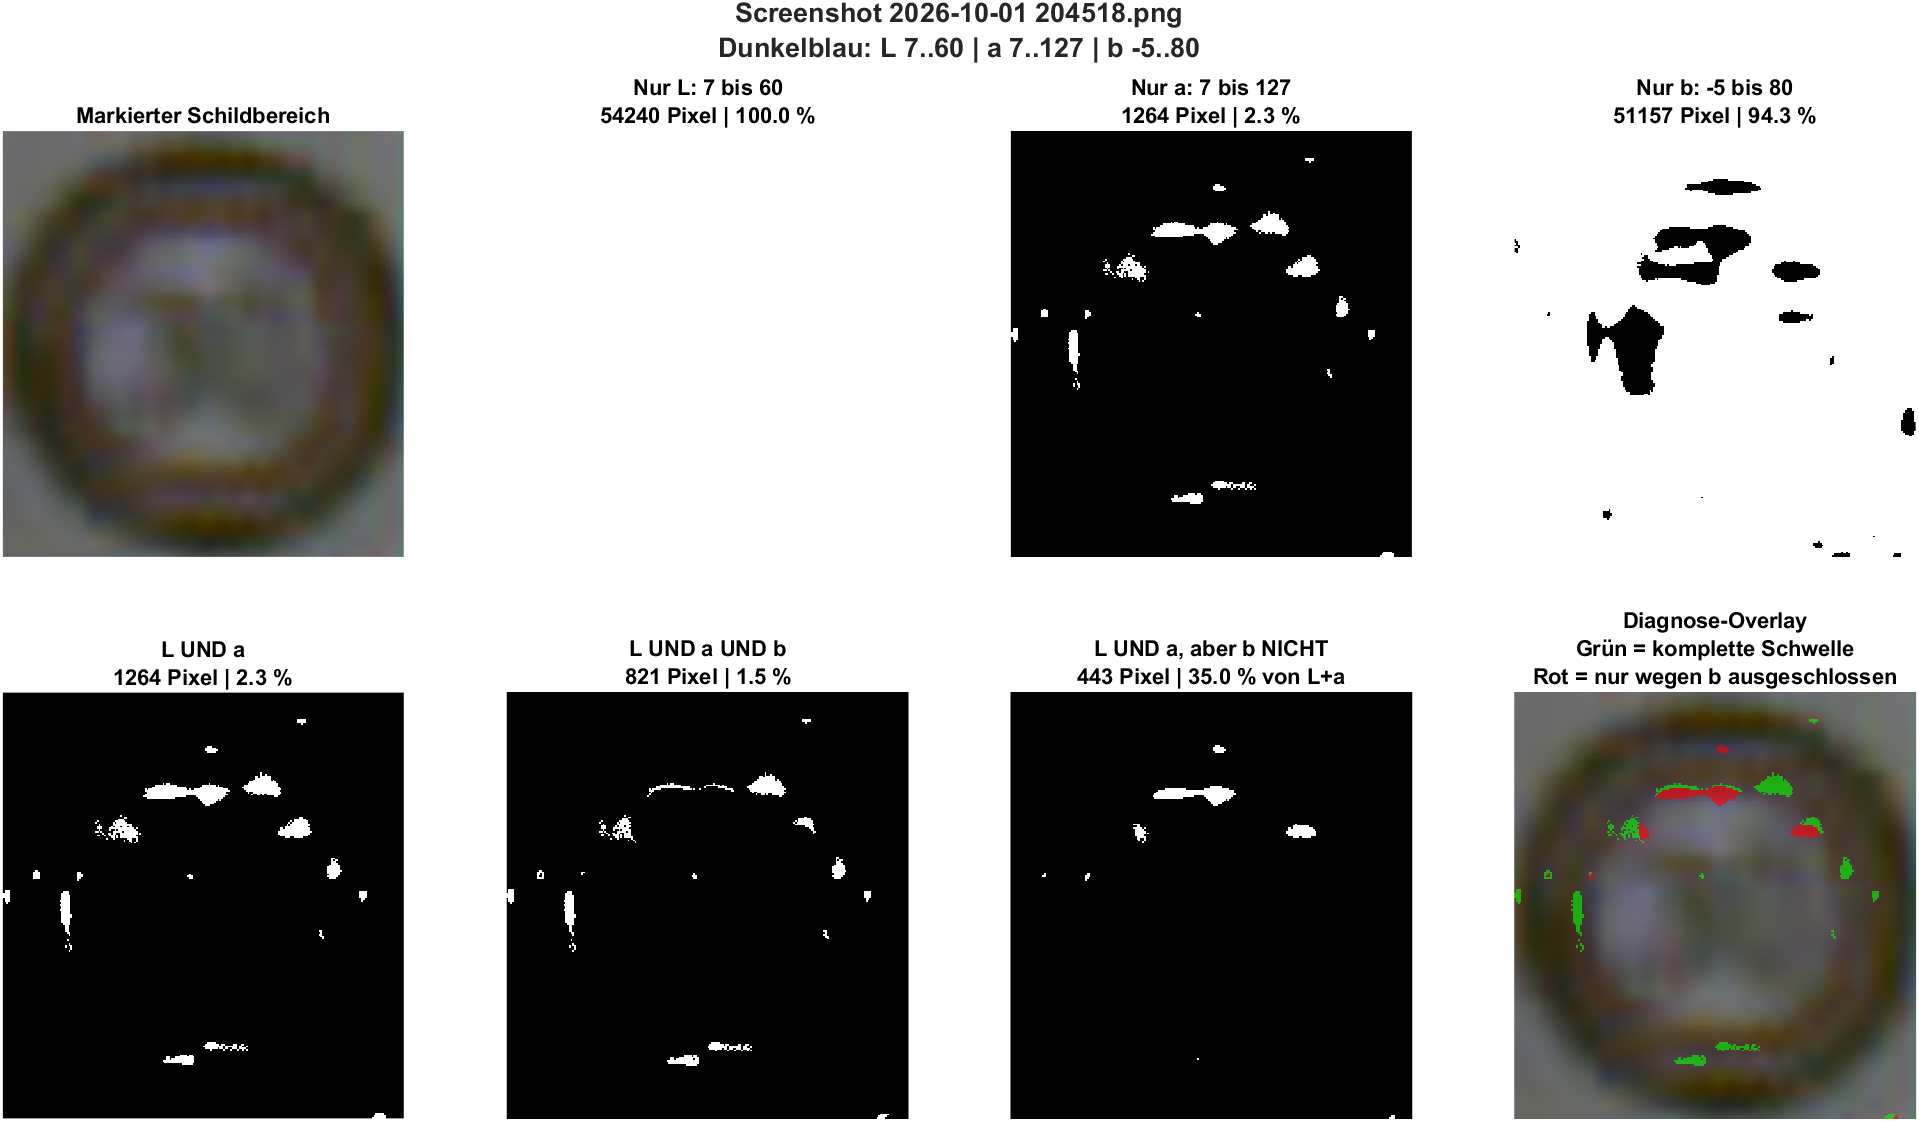 Screenshot 2026-10-01 204518.png
Dunkelblau: L 7..60 | a 7..127 | b -5..80
Markierter Schildbereich
Nur L: 7 bis 60
54240 Pixel | 100.0 %
Nur a: 7 bis 127
1264 Pixel | 2.3 %
Nur b: -5 bis 80
51157 Pixel | 94.3 %
L UND a
1264 Pixel | 2.3 %
L UND a UND b
821 Pixel | 1.5 %
L UND a, aber b NICHT
443 Pixel | 35.0 % von L+a
Diagnose-Overlay
Grün = komplette Schwelle
Rot = nur wegen b ausgeschlossen